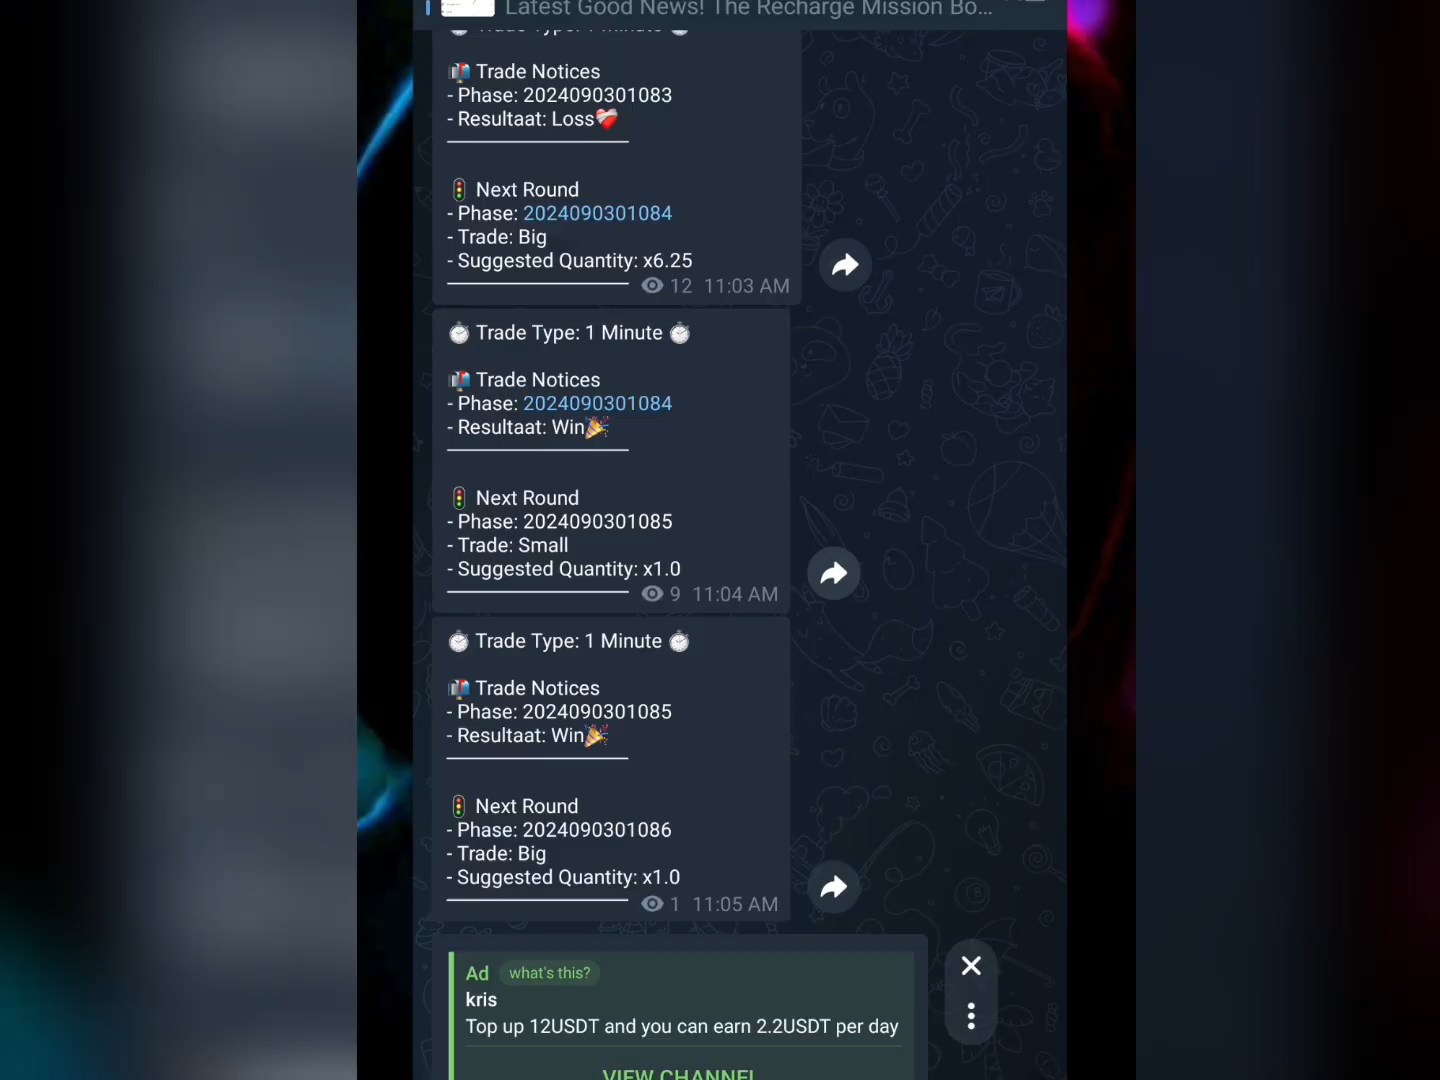 Latest Good News! The Recharge Mission Bo...
Trade Type: 1 Minute
Trade Notices
- Phase: 2024090301083
- Resultaat: Loss
Next Round
- Phase: 2024090301084
- Trade: Big
- Suggested Quantity: x6.25
12 11:03 AM
Trade Type: 1 Minute
Trade Notices
- Phase: 2024090301084
- Resultaat: Win
Next Round
- Phase: 2024090301085
- Trade: Small
- Suggested Quantity: x1.0
9 11:04 AM
Trade Type: 1 Minute
Trade Notices
- Phase: 2024090301085
- Resultaat: Win
Next Round
- Phase: 2024090301086
- Trade: Big
- Suggested Quantity: x1.0
1 11:05 AM
Ad what's this?
kris
Top up 12USDT and you can earn 2.2USDT per day
VIEW CHANNEL